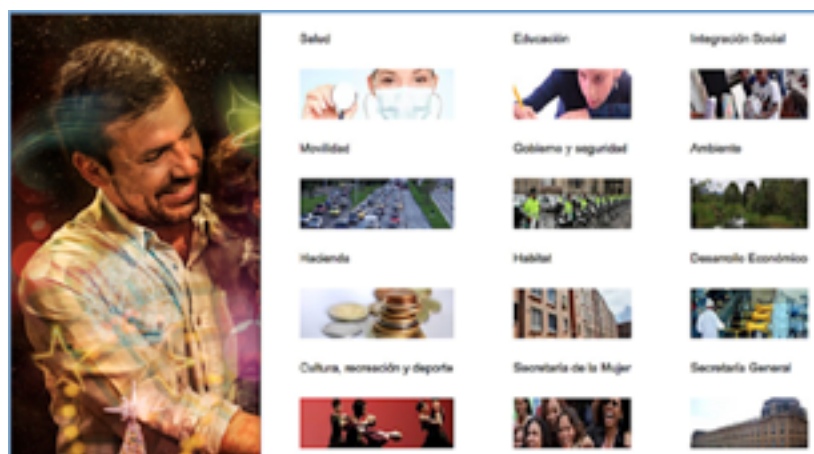 Salud
Educación
Integración Social
Movilidad
Gobierno y seguridad
Ambiente
Hacienda
Habitat
Desarrollo Económico
Cultura, recreación y deporte
Secretaría de la Mujer
Secretaría General